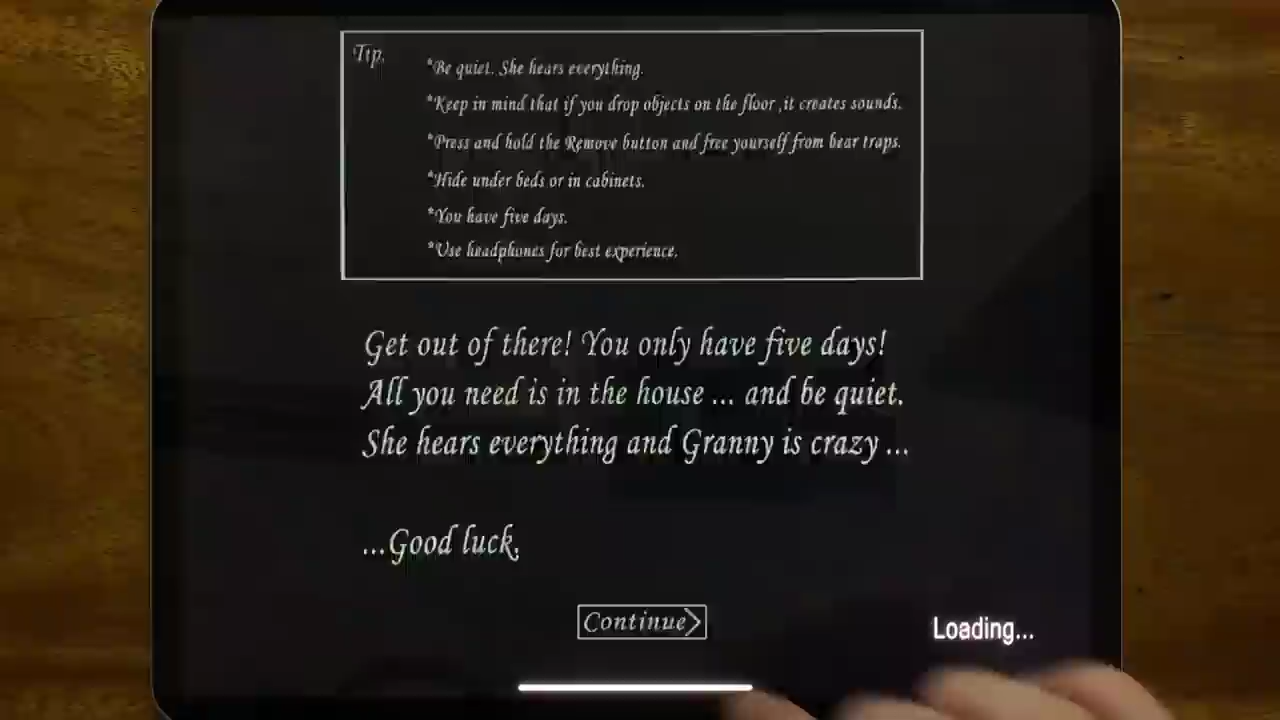 Tip.
*Be quiet. She hears everything.
*Keep in mind that if you drop objects on the floor ,it creates sounds.
*Press and hold the Remove button and free yourself from bear traps.
*Hide under beds or in cabinets.
*You have five days.
*Use headphones for best experience.
Get out of there! You only have five days!
All you need is in the house ... and be quiet.
She hears everything and Granny is crazy ...
...Good luck.
Continue>
Loading...